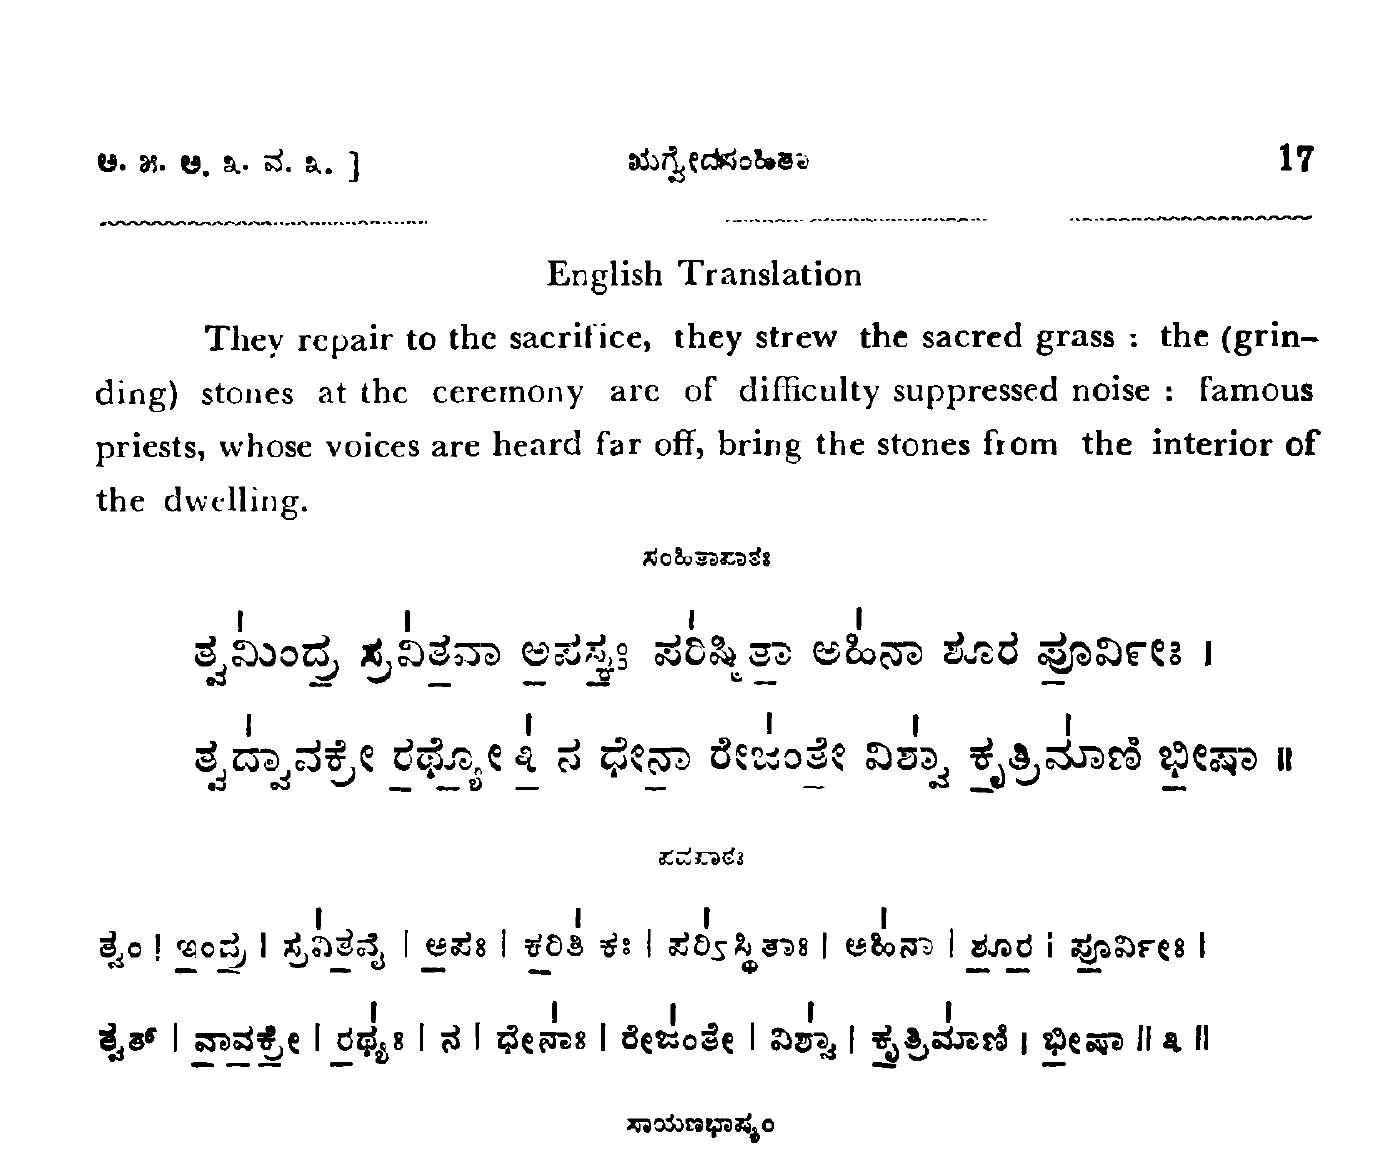 ಅ. ೫. ಅ. ೩. ವ. ೩. ] ಋಗ್ವೇದಸಂಹಿತಾ 17
English Translation
They repair to the sacrifice, they strew the sacred grass : the (grin-
ding) stones at the ceremony are of difficulty suppressed noise : famous
priests, whose voices are heard far off, bring the stones from the interior of
the dwelling.
ಸಂಹಿತಾಪಾಠಃ
ತ್ವಮಿಂದ್ರ ಸ್ರವಿತವಾ ಅಪಸ್ಕಃ ಪರಿಷ್ಠಿತಾ ಅಹಿನಾ ಶೂರ ಪೂರ್ವೀಃ ।
ತ್ವದ್ವಾವಕ್ರೇ ರಥ್ಯೋ ೩ ನ ಧೇನಾ ರೇಜಂತೇ ವಿಶ್ವಾ ಕೃತ್ರಿಮಾಣಿ ಭೀಷಾ ॥
ಪದಪಾಠಃ
ತ್ವಂ । ಇಂದ್ರ । ಸ್ರವಿತವೈ । ಅಪಃ । ಕರಿತಿ ಕಃ । ಪರಿಽಸ್ಥಿತಾಃ । ಅಹಿನಾ । ಶೂರ । ಪೂರ್ವೀಃ ।
ತ್ವತ್ । ವಾವಕ್ರೇ । ರಥ್ಯಃ । ನ । ಧೇನಾಃ । ರೇಜಂತೇ । ವಿಶ್ವಾ । ಕೃತ್ರಿಮಾಣಿ । ಭೀಷಾ ॥ ೩ ॥
ಸಾಯಣಭಾಷ್ಯಂ